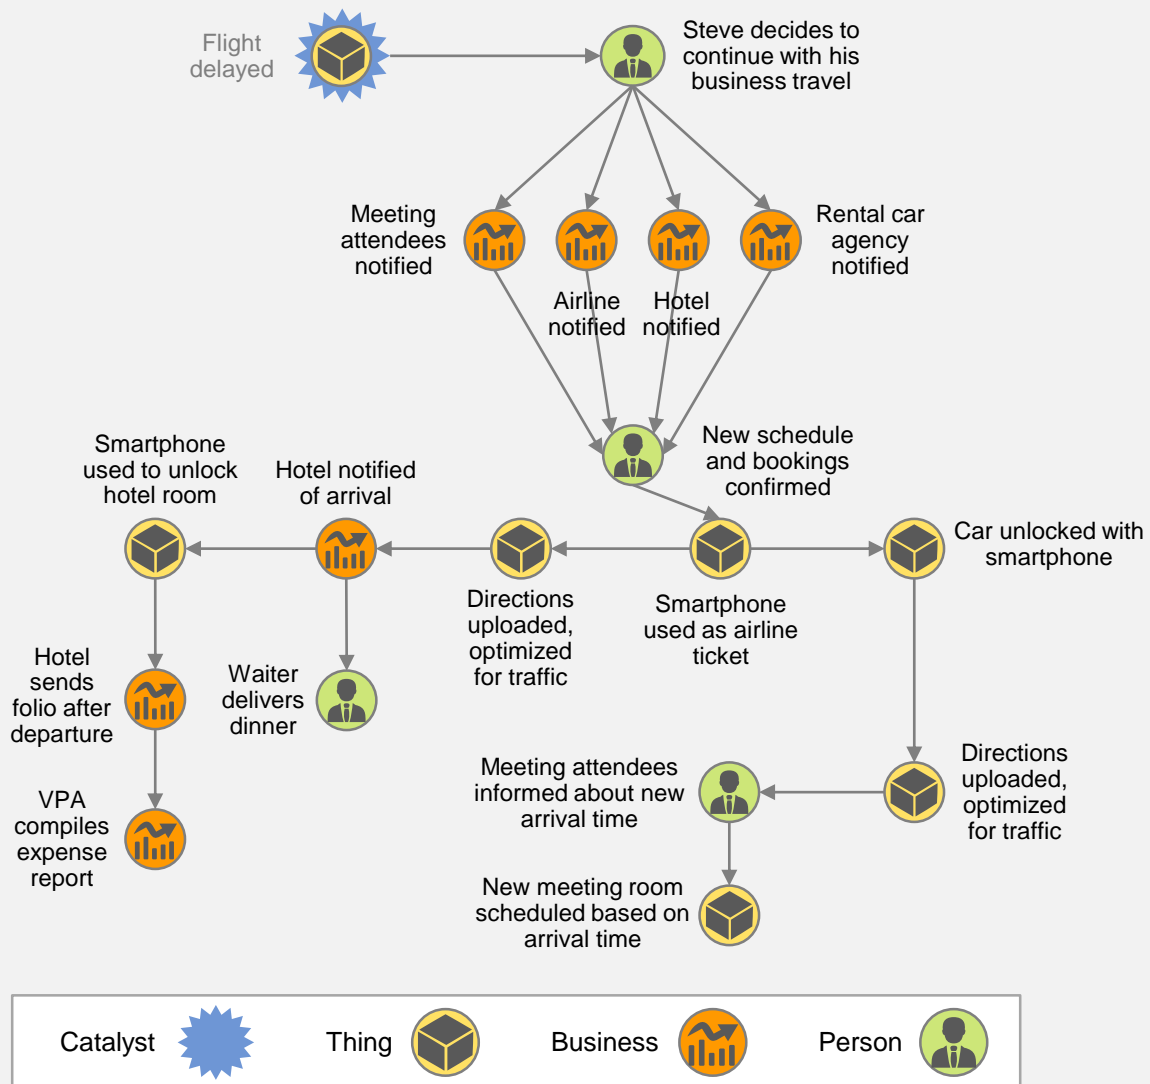 Flight
delayed
Steve decides to
continue with his
business travel
Meeting
attendees
notified
Airline
notified
Hotel
notified
Rental car
agency
notified
New schedule
and bookings
confirmed
Smartphone
used to unlock
hotel room
Hotel notified
of arrival
Directions
uploaded,
optimized
for traffic
Smartphone
used as airline
ticket
Car unlocked with
smartphone
Hotel
sends
folio after
departure
Waiter
delivers
dinner
VPA
compiles
expense
report
Meeting attendees
informed about new
arrival time
Directions
uploaded,
optimized
for traffic
New meeting room
scheduled based on
arrival time
Catalyst
Thing
Business
Person